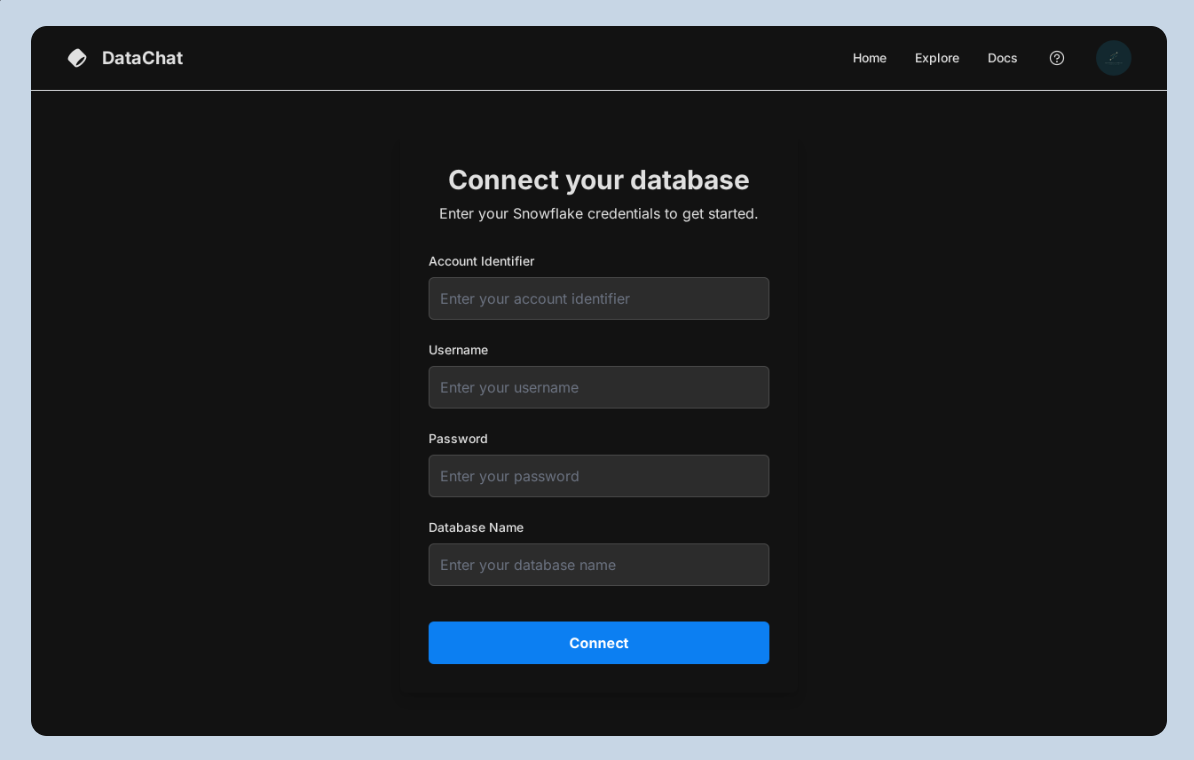 DataChat
Home Explore Docs
Connect your database
Enter your Snowflake credentials to get started.
Account Identifier
Enter your account identifier
Username
Enter your username
Password
Enter your password
Database Name
Enter your database name
Connect